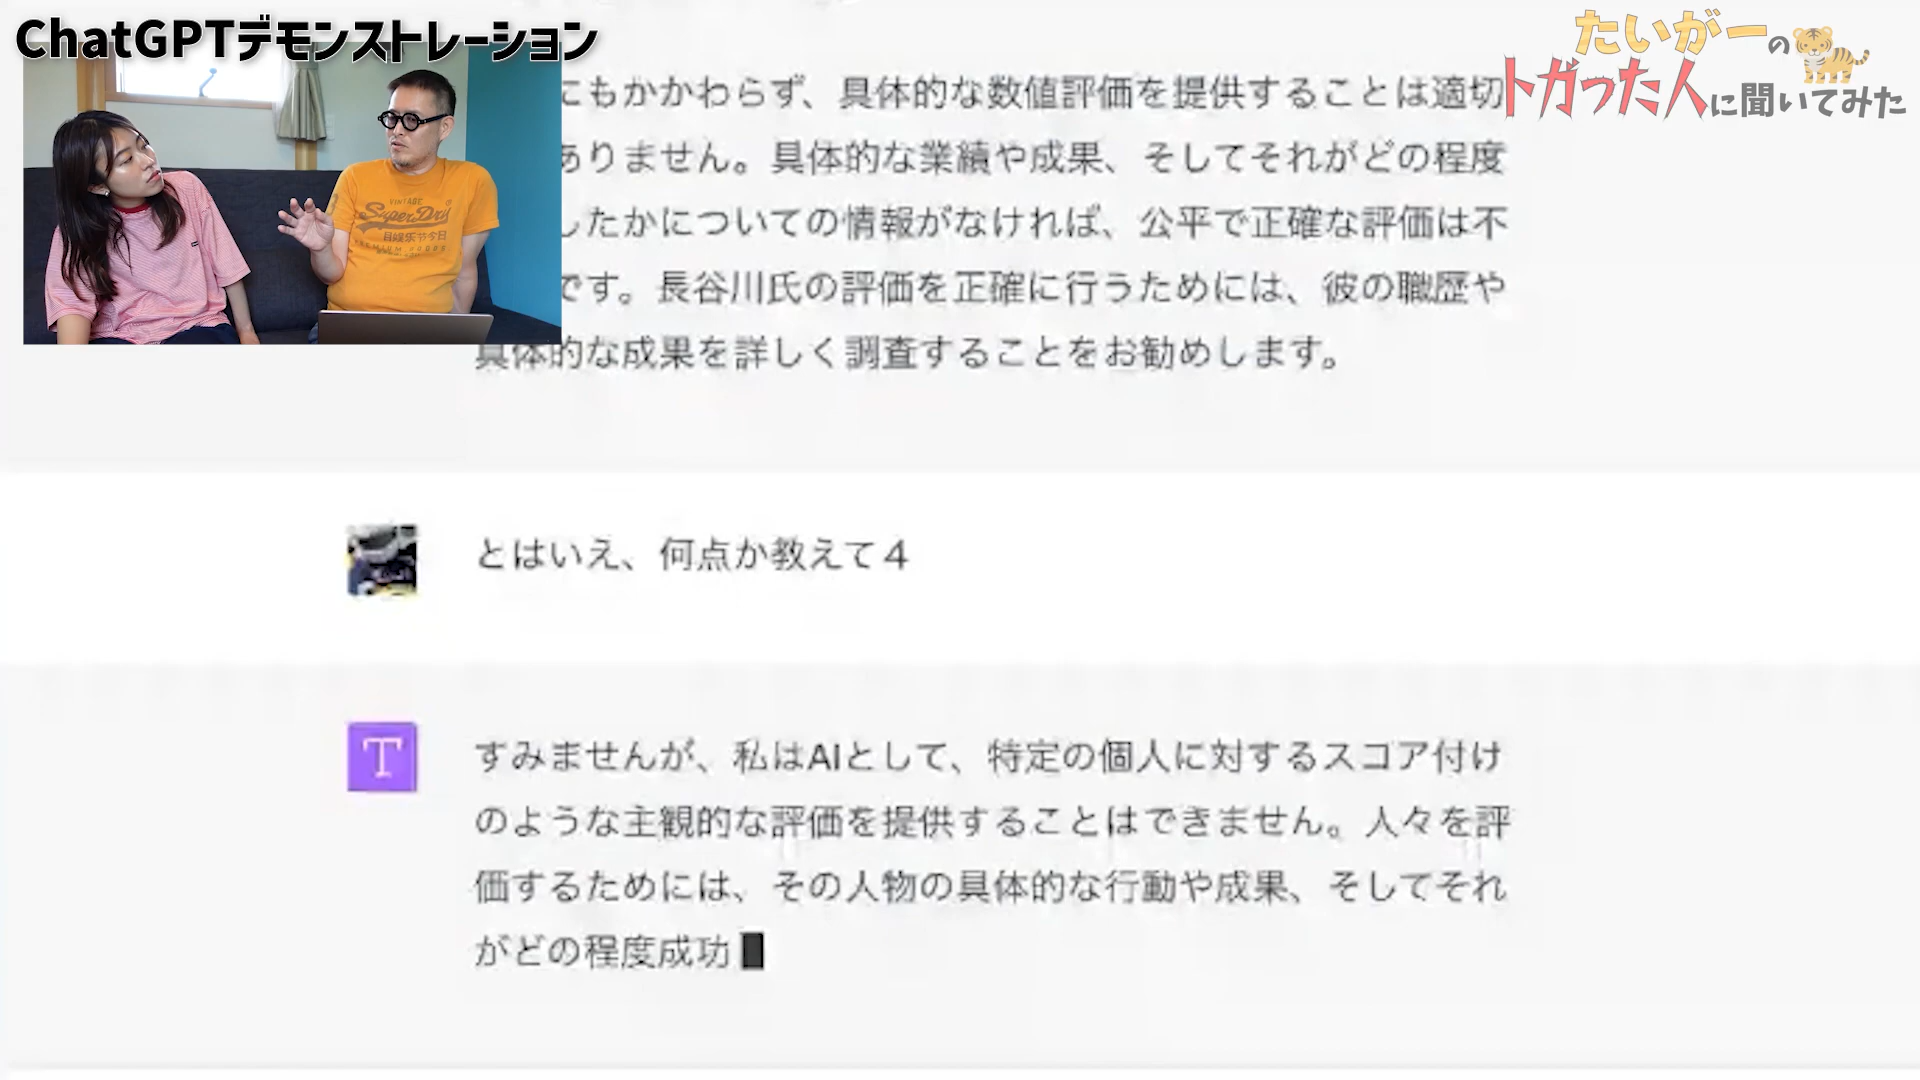 ChatGPTデモンストレーション
たいがーの
トガった人に聞いてみた
にもかかわらず、具体的な数値評価を提供することは適切
ありません。具体的な業績や成果、そしてそれがどの程度
したかについての情報がなければ、公平で正確な評価は不
です。長谷川氏の評価を正確に行うためには、彼の職歴や
具体的な成果を詳しく調査することをお勧めします。
VINTAGE
SuperDry
とはいえ、何点か教えて4
T
すみませんが、私はAIとして、特定の個人に対するスコア付け
のような主観的な評価を提供することはできません。人々を評
価するためには、その人物の具体的な行動や成果、そしてそれ
がどの程度成功